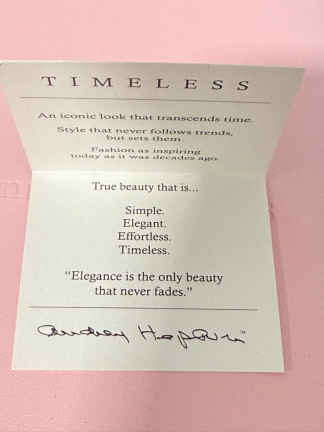 TIMELESS
An iconic look that transcends time.
Style that never follows trends,
but sets them.
Fashion as inspiring
today as it was decades ago.
True beauty that is...
Simple.
Elegant.
Effortless.
Timeless.
“Elegance is the only beauty
that never fades.”
Audrey Hepburn™